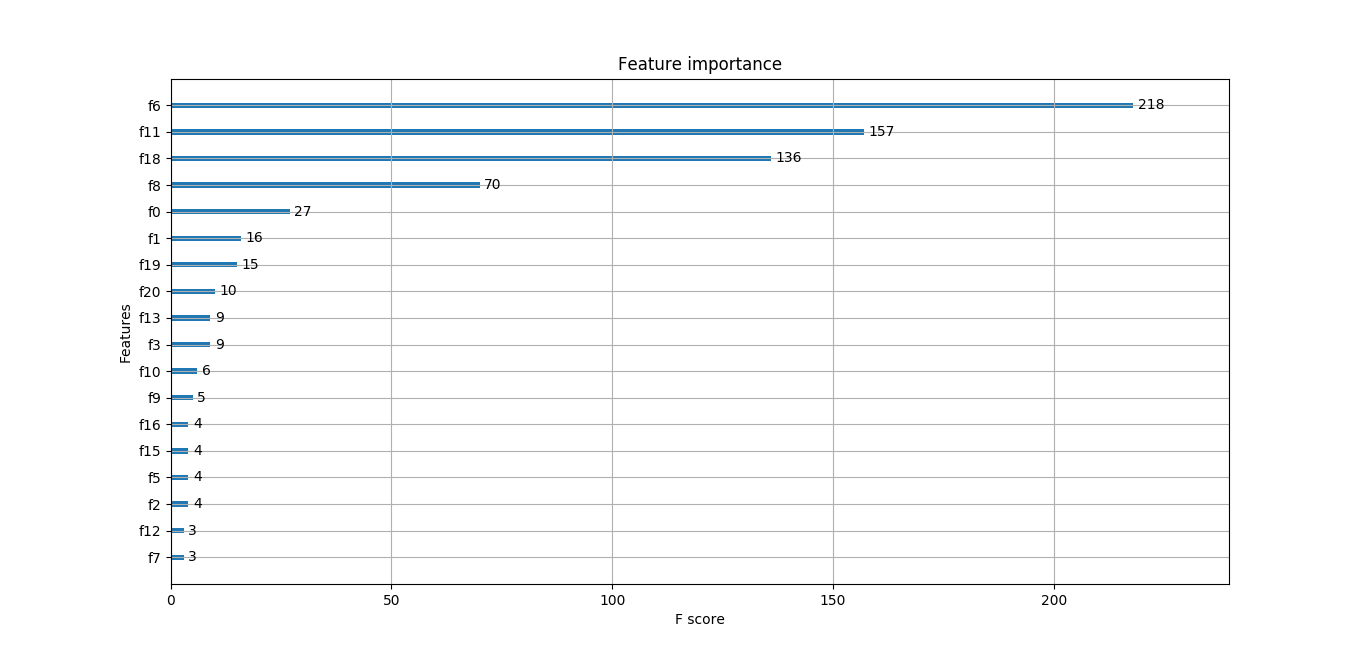 Feature importance
f6 218
f11 157
f18 136
f8 70
f0 27
f1 16
f19 15
f20 10
f13 9
f3 9
f10 6
f9 5
f16 4
f15 4
f5 4
f2 4
f12 3
f7 3
Features
0 50 100 150 200
F score